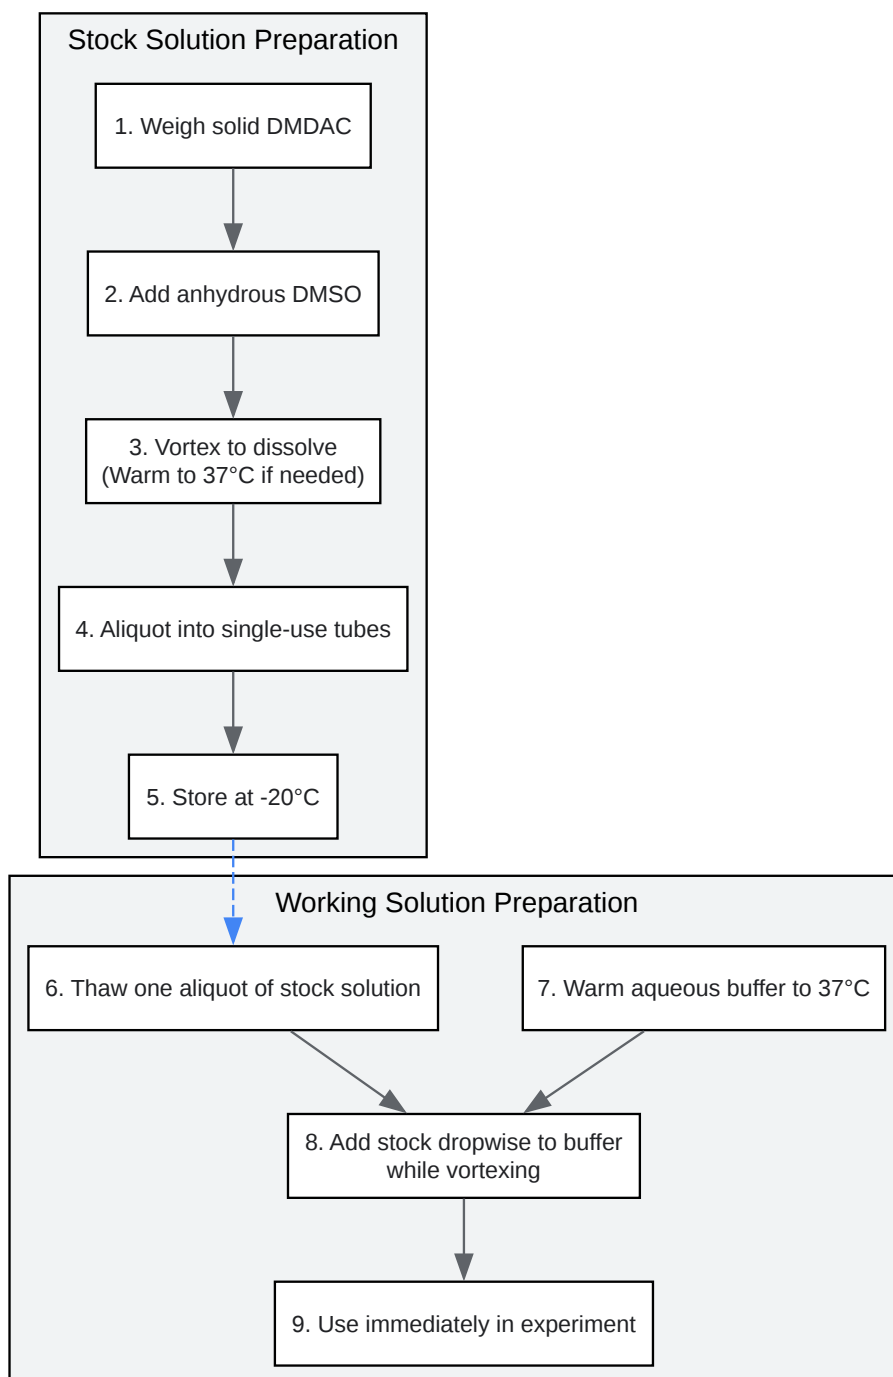 Stock Solution Preparation
1. Weigh solid DMDAC
2. Add anhydrous DMSO
3. Vortex to dissolve
(Warm to 37°C if needed)
4. Aliquot into single-use tubes
5. Store at -20°C
Working Solution Preparation
6. Thaw one aliquot of stock solution
7. Warm aqueous buffer to 37°C
8. Add stock dropwise to buffer
while vortexing
9. Use immediately in experiment